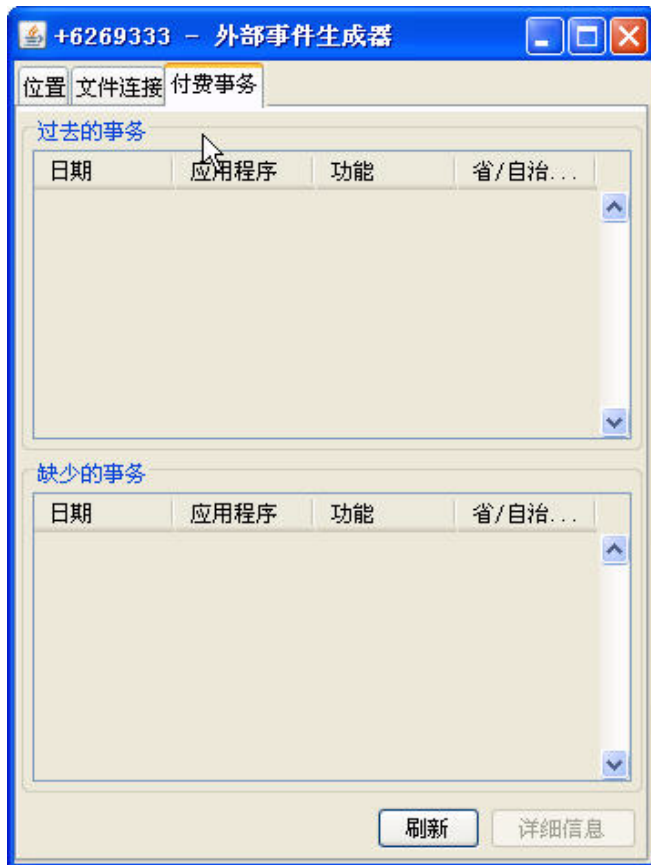 +6269333 - 外部事件生成器
位置 文件连接 付费事务
过去的事务
日期 应用程序 功能 省/自治...
缺少的事务
日期 应用程序 功能 省/自治...
刷新 详细信息